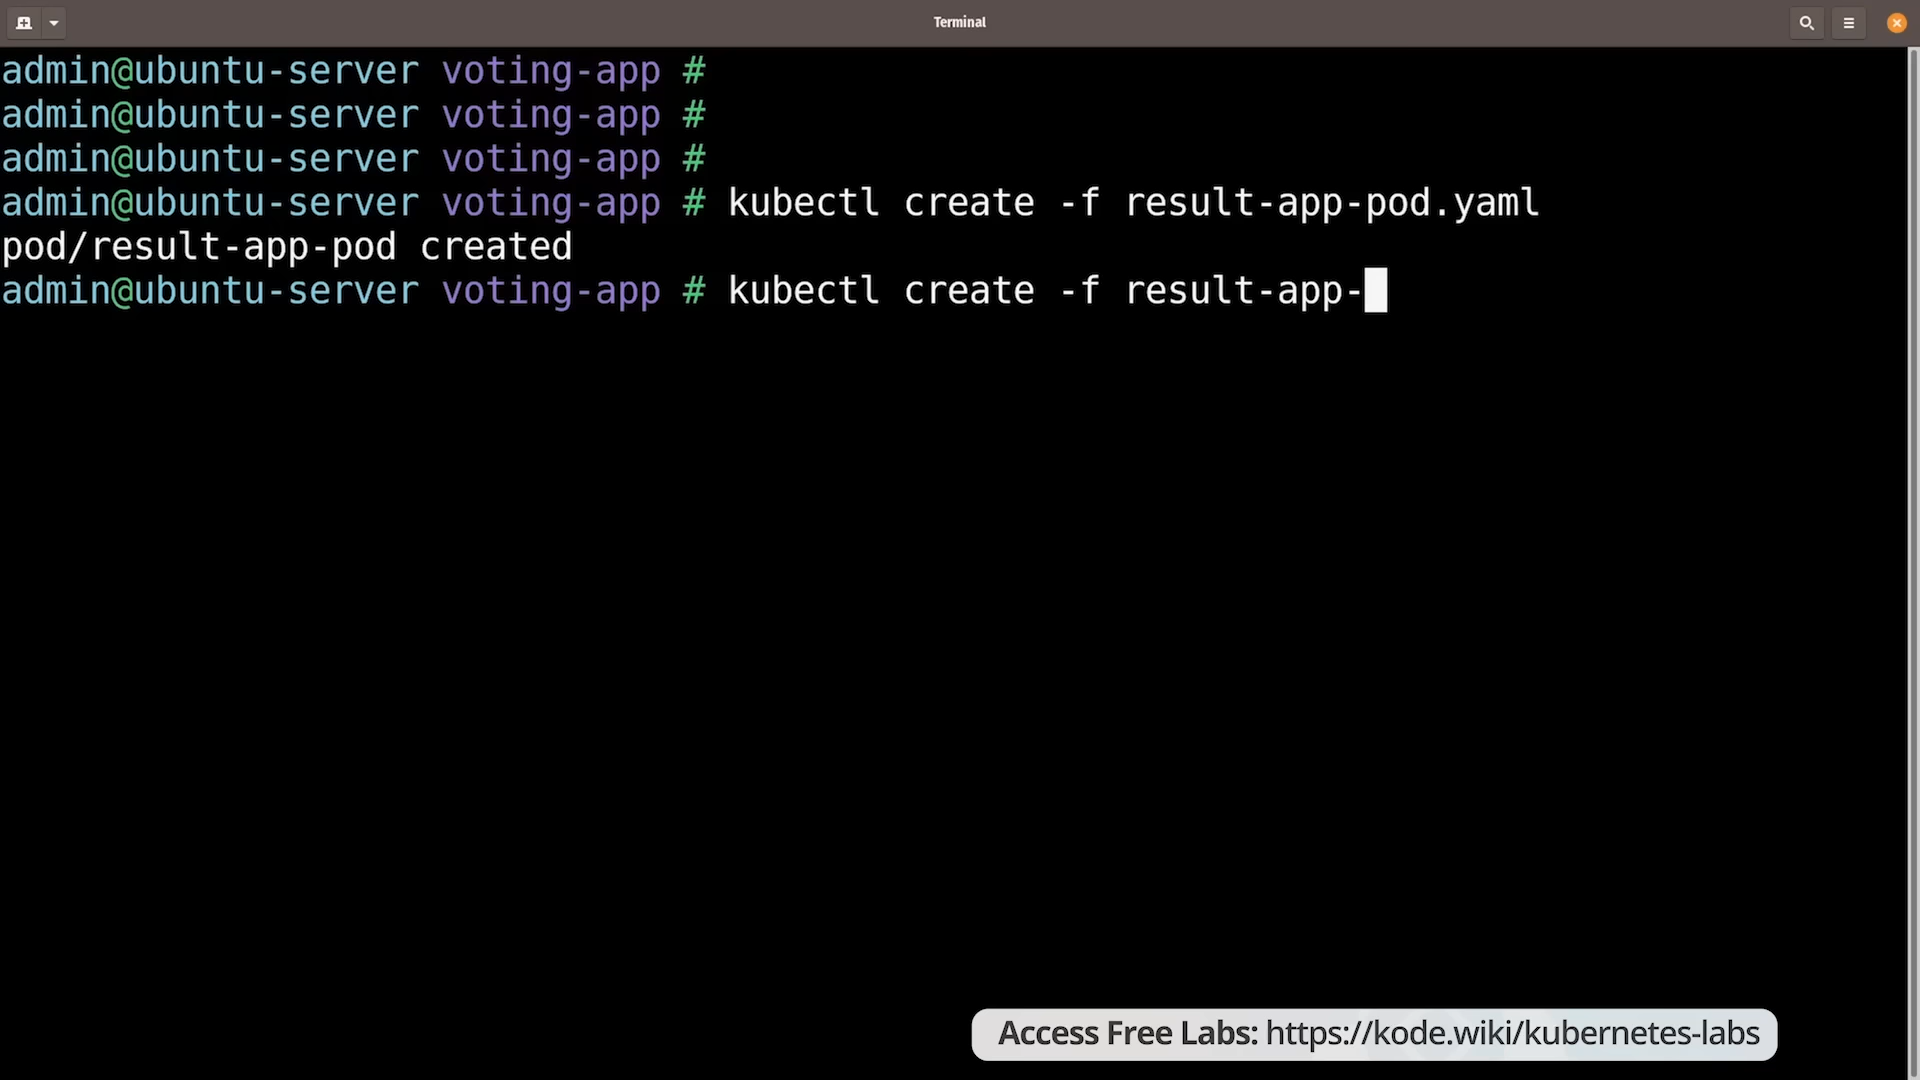 Terminal
admin@ubuntu-server voting-app #
admin@ubuntu-server voting-app #
admin@ubuntu-server voting-app #
admin@ubuntu-server voting-app # kubectl create -f result-app-pod.yaml
pod/result-app-pod created
admin@ubuntu-server voting-app # kubectl create -f result-app-
Access Free Labs: https://kode.wiki/kubernetes-labs